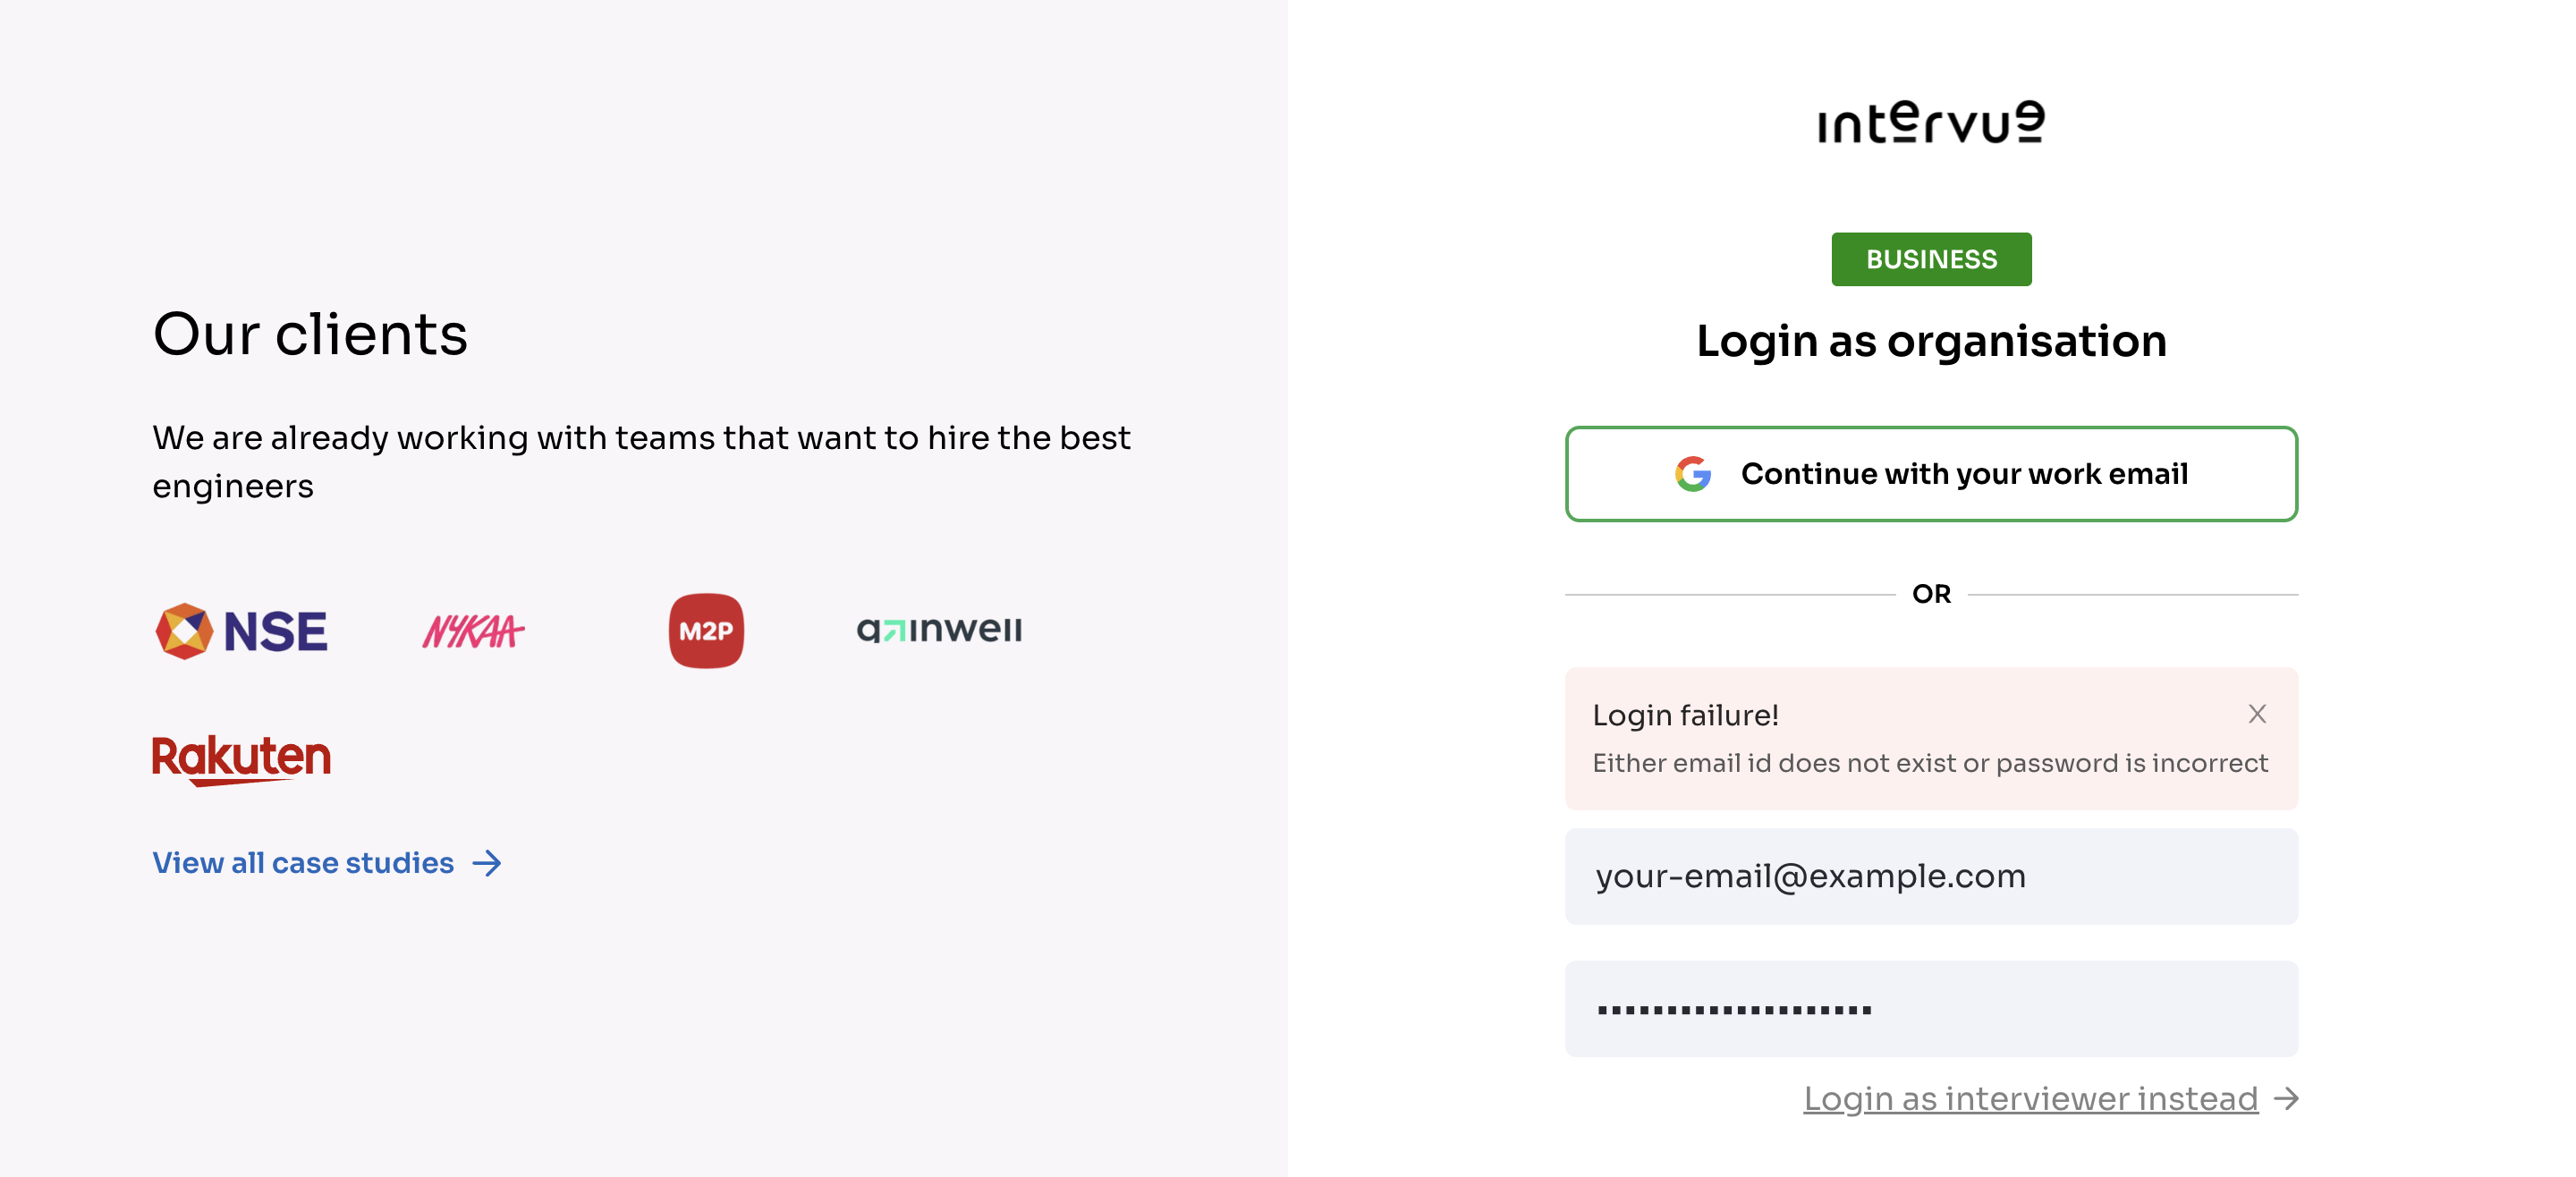 Our clients
We are already working with teams that want to hire the best
engineers
NSE
NYKAA
M2P
gainwell
Rakuten
View all case studies
intervue
BUSINESS
Login as organisation
Continue with your work email
OR
Login failure!
X
Either email id does not exist or password is incorrect
your-email@example.com
Login as interviewer instead